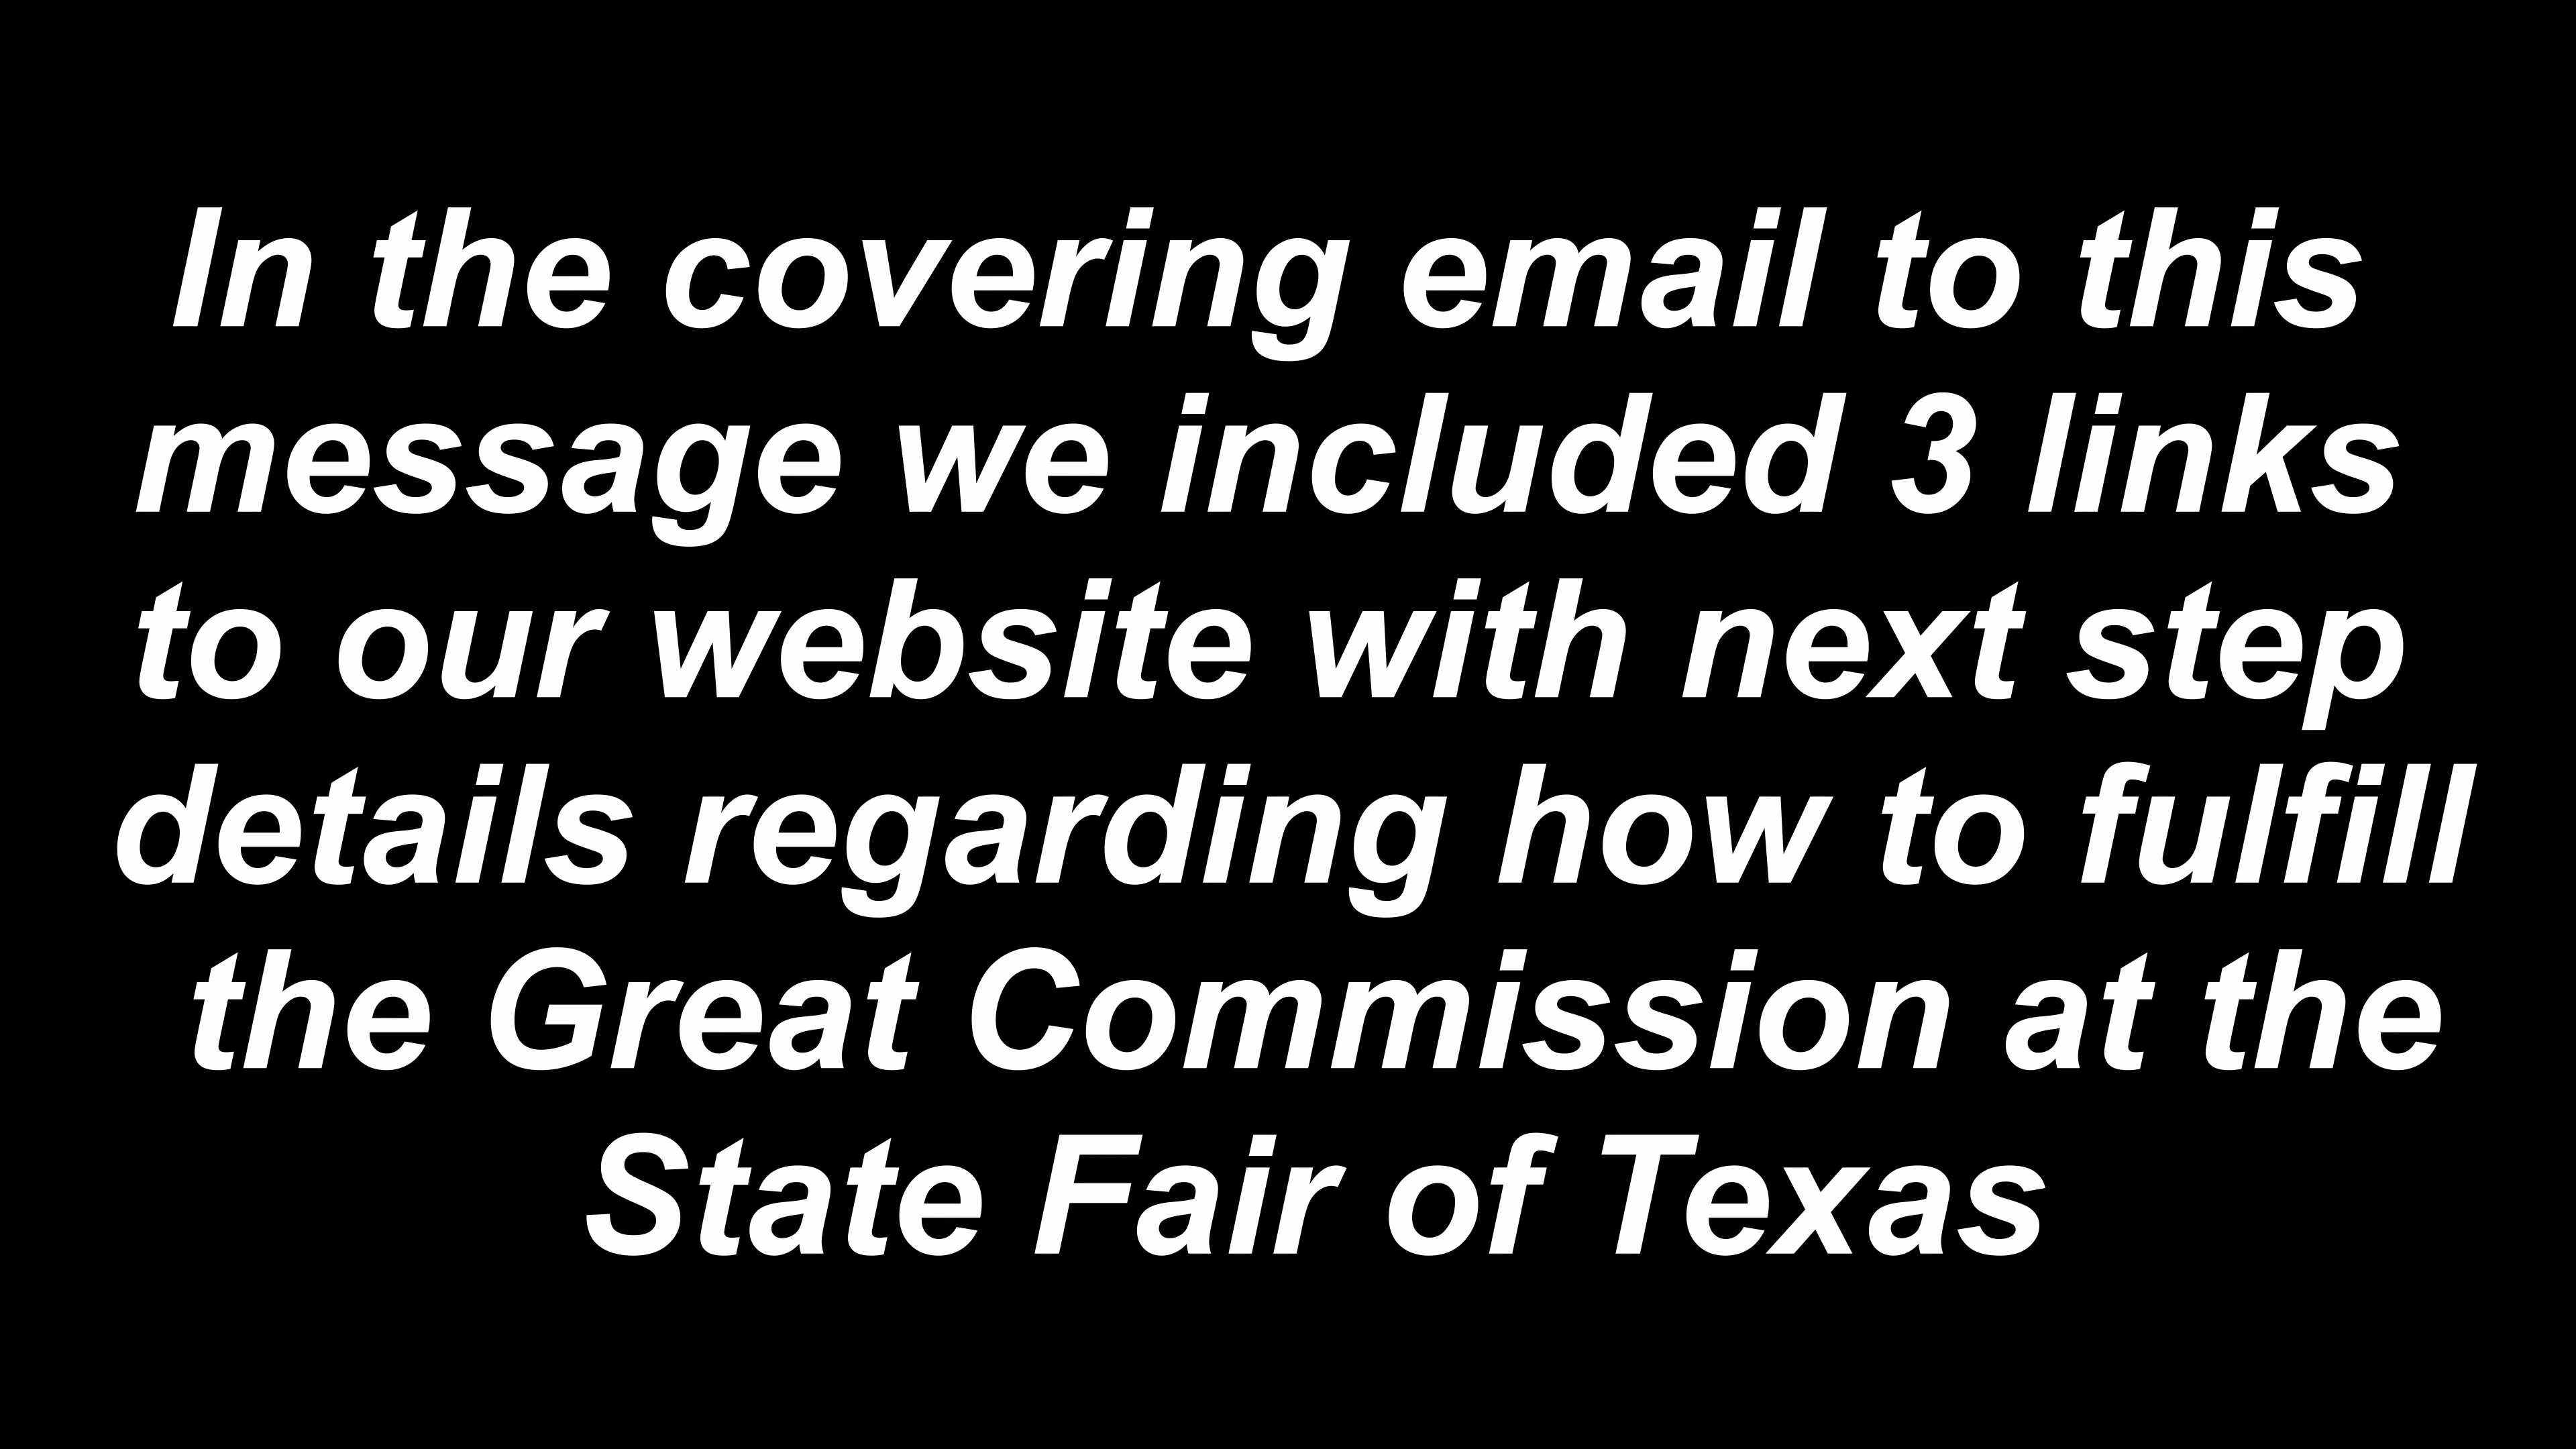 In the covering email to this
message we included 3 links
to our website with next step
details regarding how to fulfill
the Great Commission at the
State Fair of Texas